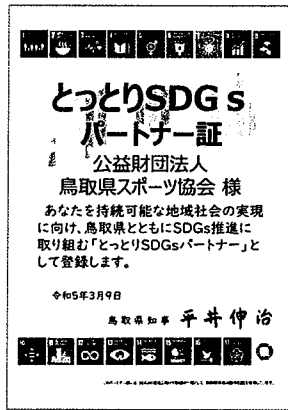 とっとりSDGs
パートナー証
公益財団法人
鳥取県スポーツ協会 様
あなたを持続可能な地域社会の実現
に向け、鳥取県とともにSDGs推進に
取り組む「とっとりSDGsパートナー」と
して登録します。
令和5年3月9日
鳥取県知事 平井伸治